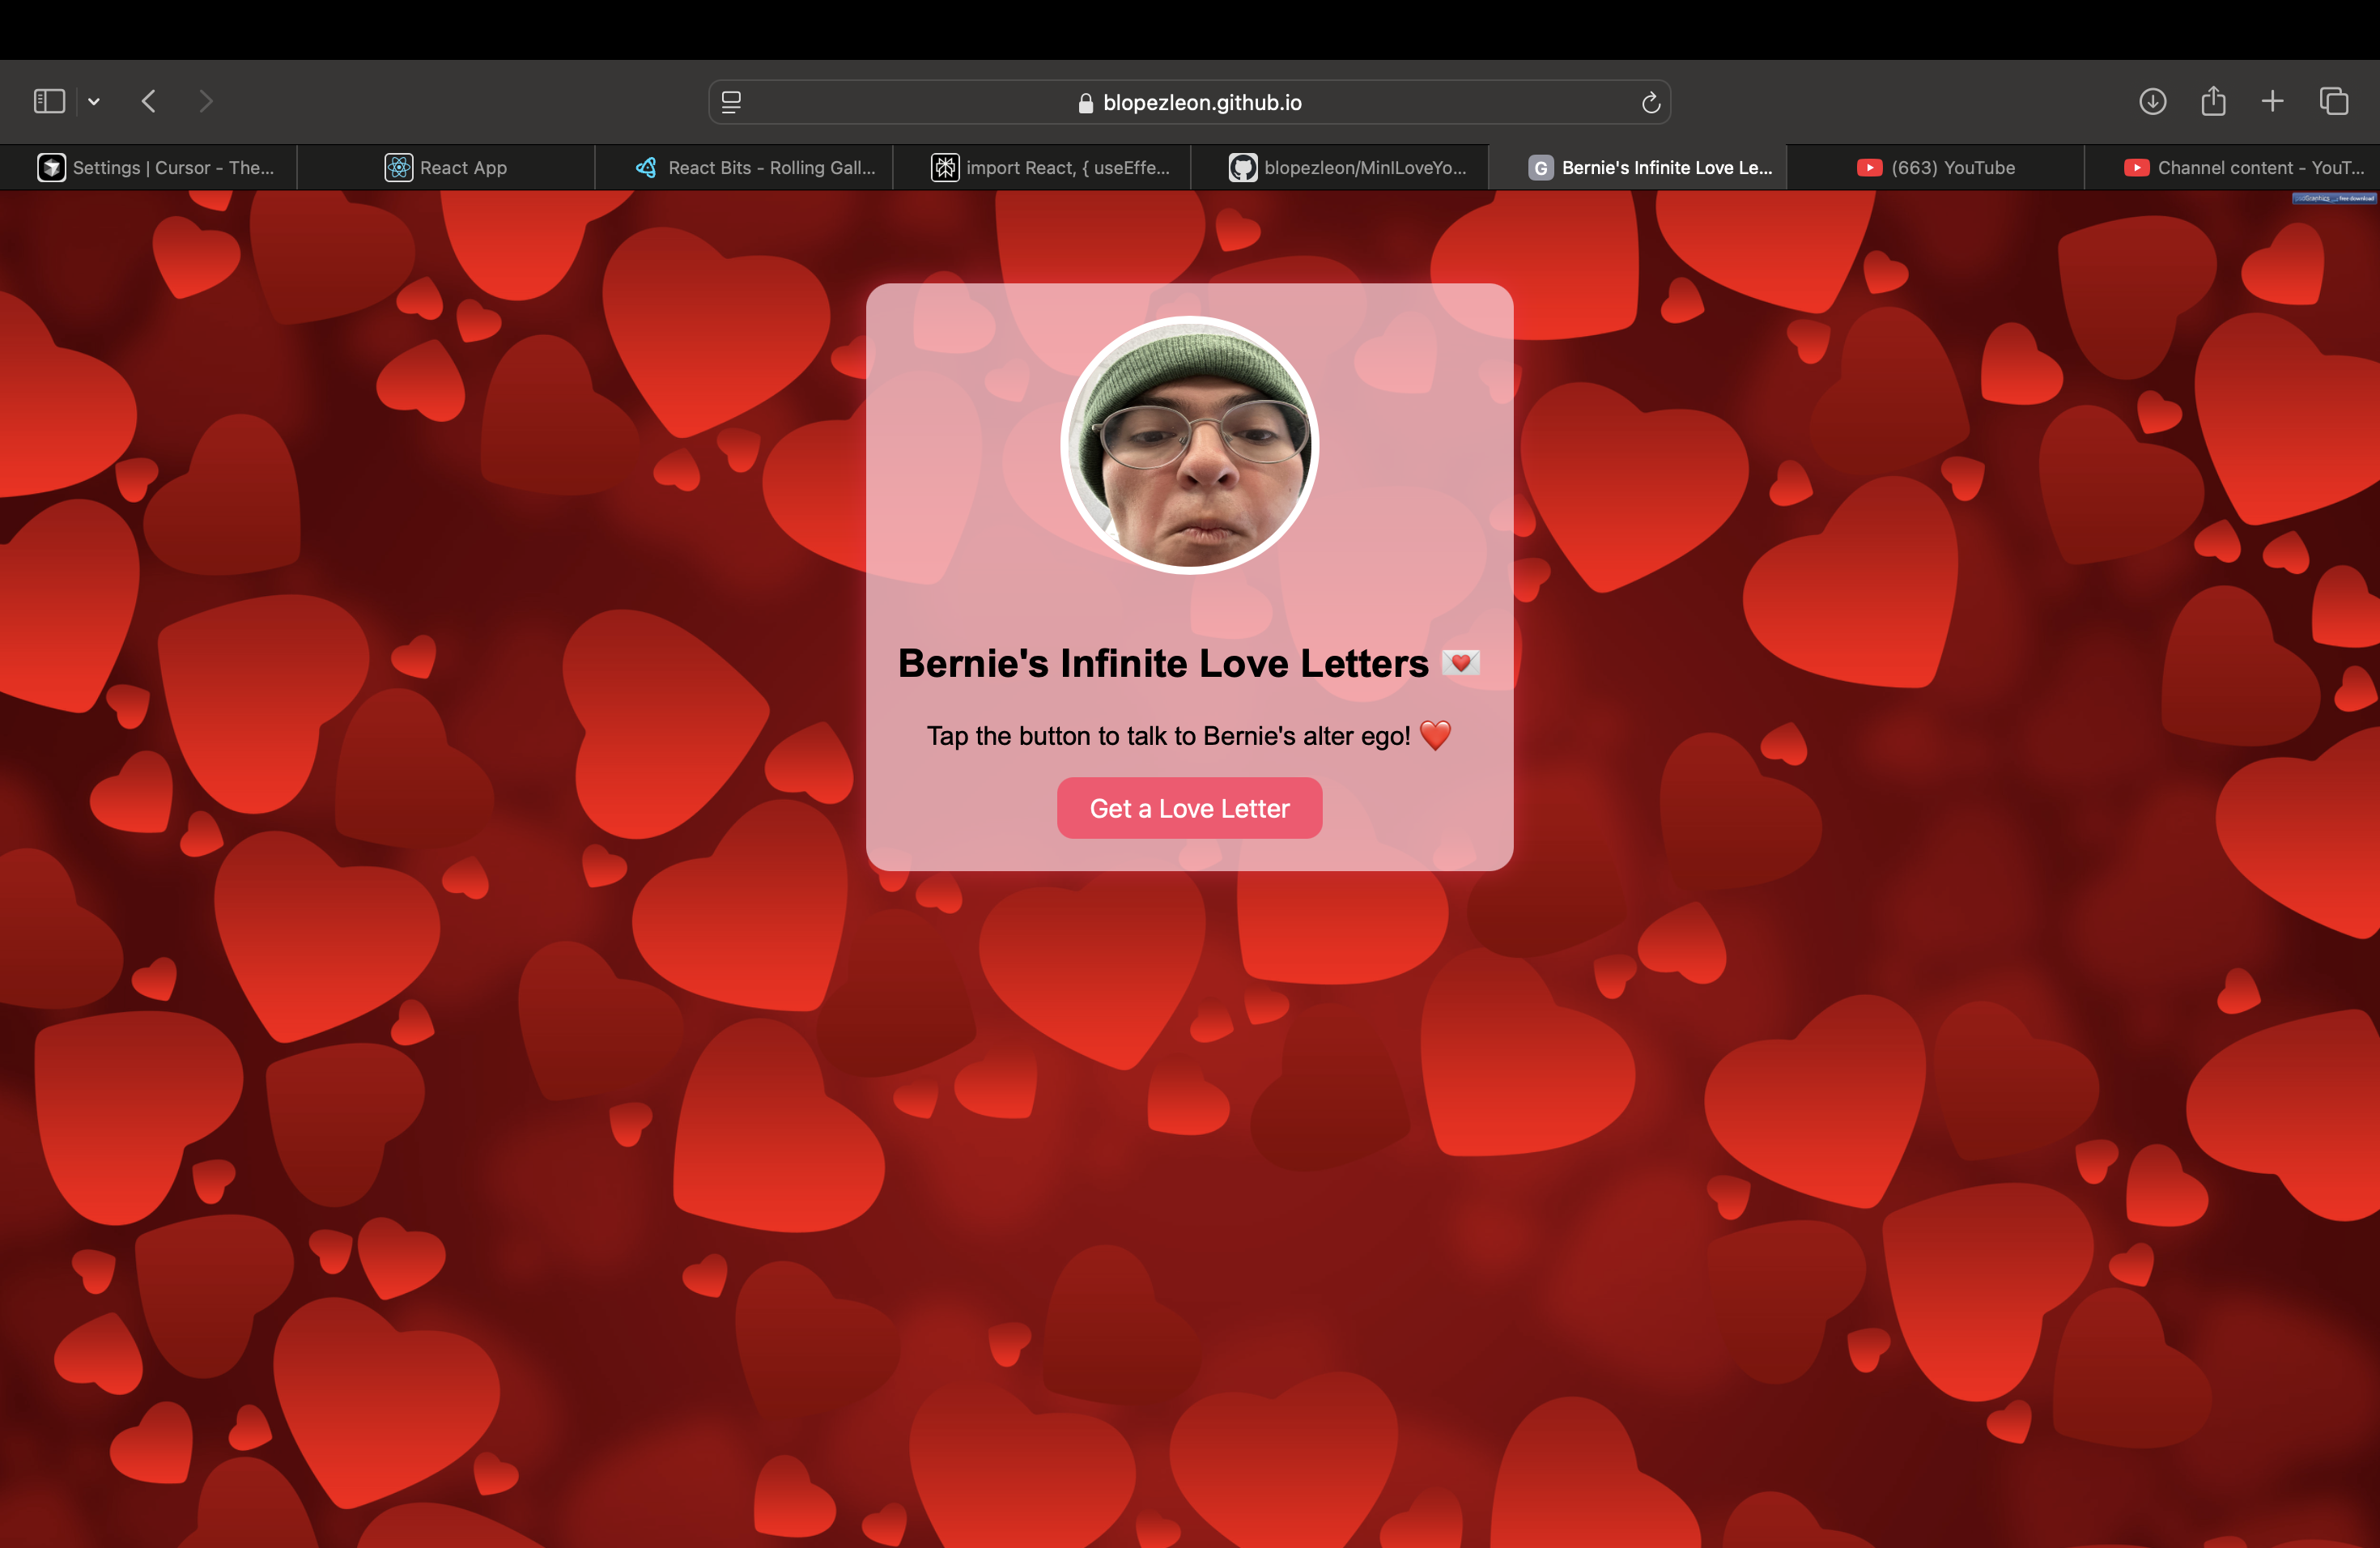 blopezleon.github.io
Settings | Cursor - The...
React App
React Bits - Rolling Gall...
import React, { useEffe...
blopezleon/MinILoveYo...
G Bernie's Infinite Love Le...
(663) YouTube
Channel content - YouT...
free download
Bernie's Infinite Love Letters 💌
Tap the button to talk to Bernie's alter ego! ❤️
Get a Love Letter